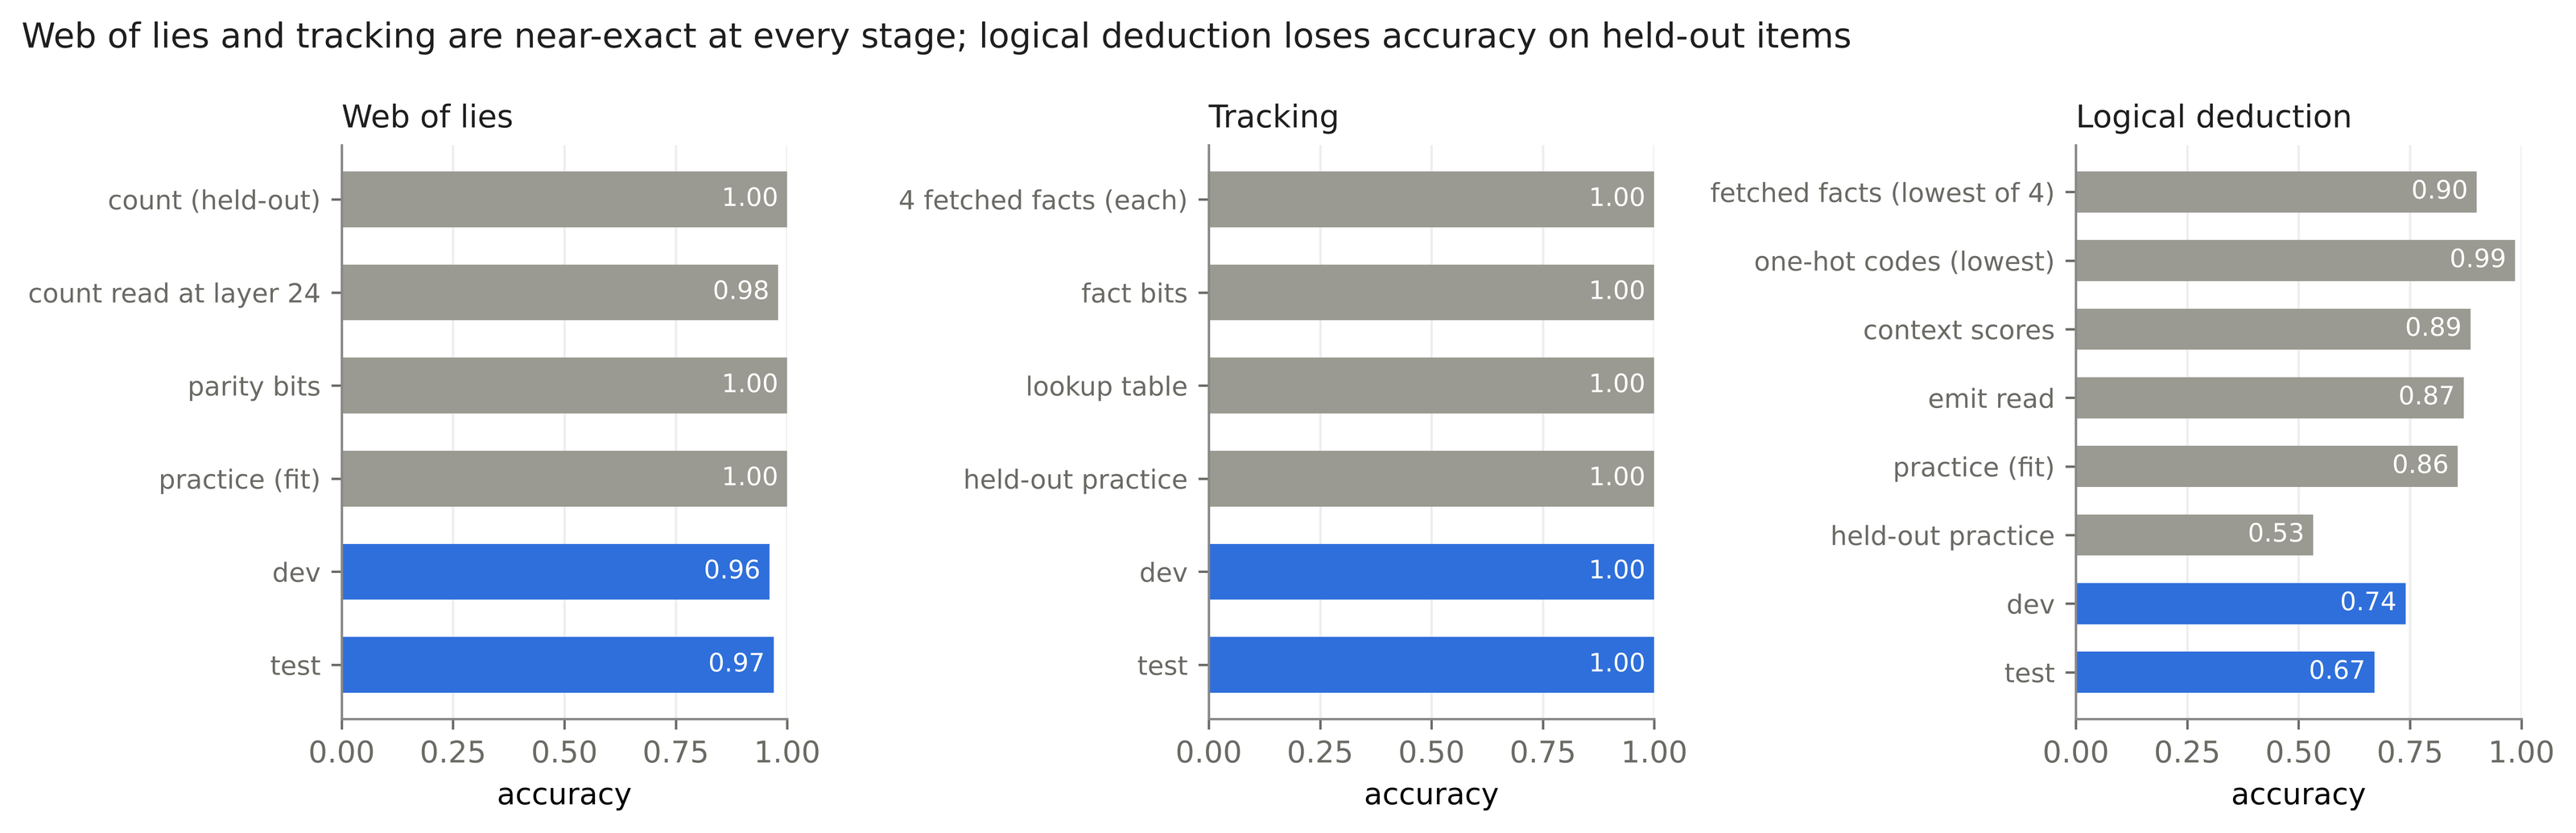 Web of lies and tracking are near-exact at every stage; logical deduction loses accuracy on held-out items
Web of lies
count (held-out)
1.00
count read at layer 24
0.98
parity bits
1.00
practice (fit)
1.00
dev
0.96
test
0.97
0.00 0.25 0.50 0.75 1.00
accuracy
Tracking
4 fetched facts (each)
1.00
fact bits
1.00
lookup table
1.00
held-out practice
1.00
dev
1.00
test
1.00
0.00 0.25 0.50 0.75 1.00
accuracy
Logical deduction
fetched facts (lowest of 4)
0.90
one-hot codes (lowest)
0.99
context scores
0.89
emit read
0.87
practice (fit)
0.86
held-out practice
0.53
dev
0.74
test
0.67
0.00 0.25 0.50 0.75 1.00
accuracy